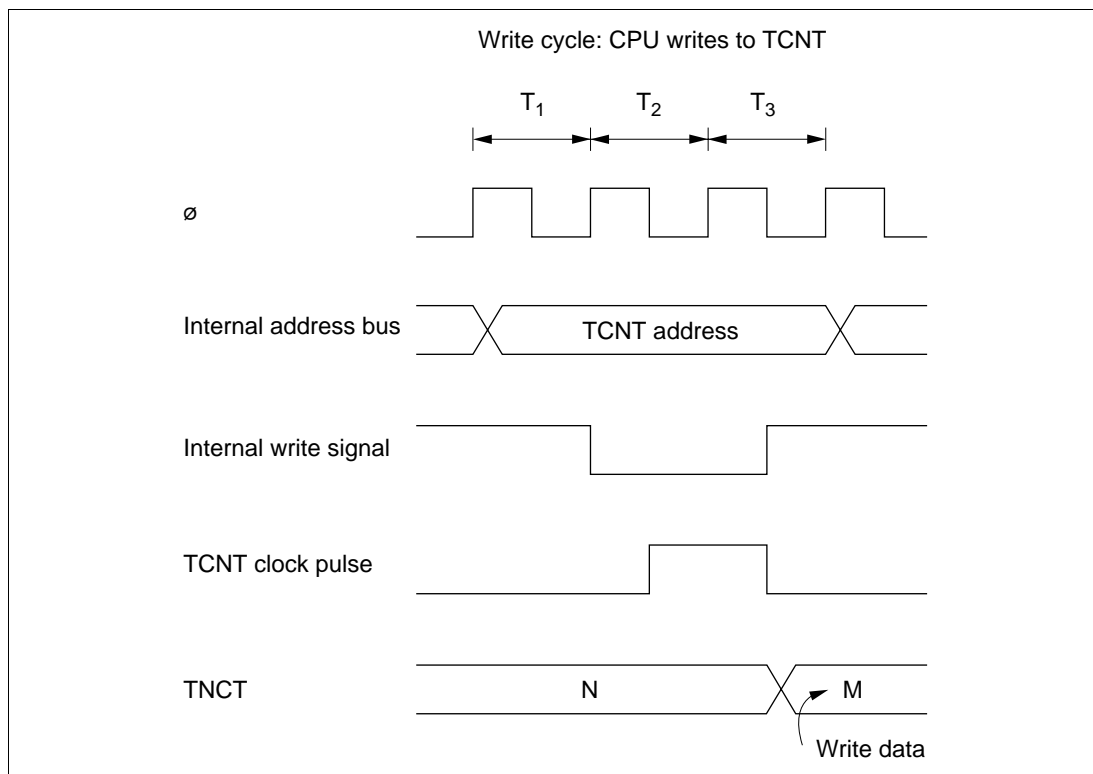 Write cycle: CPU writes to TCNT
T1 T2 T3
ø
Internal address bus TCNT address
Internal write signal
TCNT clock pulse
TNCT N M
Write data